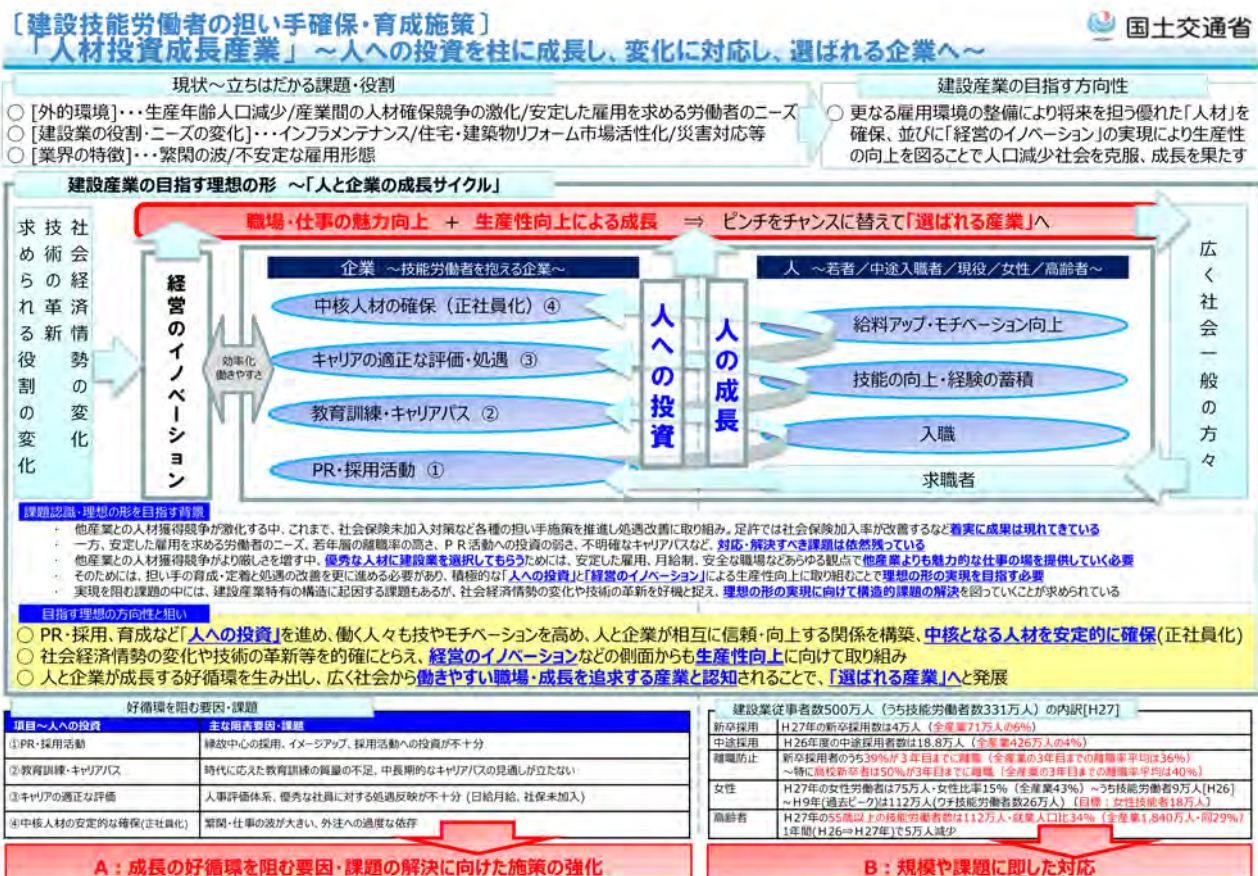 ［建設技能労働者の担い手確保・育成施策］
「人材投資成長産業」 ～人への投資を柱に成長し、変化に対応し、選ばれる企業へ～
国土交通省
現状～立ちはだかる課題・役割
○ [外的環境]・・・生産年齢人口減少/産業間の人材確保競争の激化/安定した雇用を求める労働者のニーズ
○ [建設業の役割・ニーズの変化]・・・インフラメンテナンス/住宅・建築物リフォーム市場活性化/災害対応等
○ [業界の特徴]・・・繁閑の波/不安定な雇用形態
建設産業の目指す方向性
○ 更なる雇用環境の整備により将来を担う優れた「人材」を
確保、並びに「経営のイノベーション」の実現により生産性
の向上を図ることで人口減少社会を克服、成長を果たす
建設産業の目指す理想の形 ～「人と企業の成長サイクル」
職場・仕事の魅力向上 ＋ 生産性向上による成長 ⇒ ピンチをチャンスに替えて「選ばれる産業」へ
社会経済情勢の変化
技術の革新
求められる役割の変化
経営のイノベーション
効率化
働きやすさ
企業 ～技能労働者を抱える企業～
中核人材の確保（正社員化）④
キャリアの適正な評価・処遇 ③
教育訓練・キャリアパス ②
PR・採用活動 ①
人への投資
人の成長
人 ～若者／中途入職者／現役／女性／高齢者～
給料アップ・モチベーション向上
技能の向上・経験の蓄積
入職
求職者
広く社会一般の方々
課題認識・理想の形を目指す背景
・ 他産業との人材獲得競争が激化する中、これまで、社会保険未加入対策など各種の担い手施策を推進し処遇改善に取り組み。足許では社会保険加入率が改善するなど着実に成果は現れてきている
・ 一方、安定した雇用を求める労働者のニーズ、若年層の離職率の高さ、ＰＲ活動への投資の弱さ、不明確なキャリアパスなど、対応・解決すべき課題は依然残っている
・ 他産業との人材獲得競争がより厳しさを増す中、優秀な人材に建設業を選択してもらうためには、安定した雇用、月給制、安全な職場などあらゆる観点で他産業よりも魅力的な仕事の場を提供していく必要
・ そのためには、担い手の育成・定着と処遇の改善を更に進める必要があり、積極的な「人への投資」と「経営のイノベーション」による生産性向上に取り組むことで理想の形の実現を目指す必要
・ 実現を阻む課題の中には、建設産業特有の構造に起因する課題もあるが、社会経済情勢の変化や技術の革新を好機と捉え、理想の形の実現に向けて構造的課題の解決を図っていくことが求められている
目指す理想の方向性と狙い
○ PR・採用、育成など「人への投資」を進め、働く人々も技やモチベーションを高め、人と企業が相互に信頼・向上する関係を構築、中核となる人材を安定的に確保(正社員化)
○ 社会経済情勢の変化や技術の革新等を的確にとらえ、経営のイノベーションなどの側面からも生産性向上に向けて取り組み
○ 人と企業が成長する好循環を生み出し、広く社会から働きやすい職場・成長を追求する産業と認知されることで、「選ばれる産業」へと発展
好循環を阻む要因・課題
項目～人への投資 主な阻害要因・課題
①PR・採用活動 縁故中心の採用、イメージアップ、採用活動への投資が不十分
②教育訓練・キャリアパス 時代に応えた教育訓練の質量の不足、中長期的なキャリアパスの見通しが立たない
③キャリアの適正な評価 人事評価体系、優秀な社員に対する処遇反映が不十分 (日給月給、社保未加入)
④中核人材の安定的な確保(正社員化) 繁閑・仕事の波が大きい、外注への過度な依存
A：成長の好循環を阻む要因・課題の解決に向けた施策の強化
建設業従事者数500万人（うち技能労働者数331万人）の内訳[H27]
新卒採用 H27年の新卒採用数は4万人（全産業71万人の6%）
中途採用 H26年度の中途採用者数は18.8万人（全産業426万人の4%）
離職防止 新卒採用者のうち39%が３年目までに離職（全産業の3年目までの離職率平均は36%）
～特に高校新卒者は50%が3年目までに離職（全産業の3年目までの離職率平均は40%）
女性 H27年の女性労働者は75万人・女性比率15%（全産業43%）～うち技能労働者9万人[H26]
～H9年(過去ピーク)は112万人(ウチ技能労働者数26万人)（目標：女性技能者18万人）
高齢者 H27年の55歳以上の技能労働者数は112万人・就業人口比34%（全産業1,840万人・同29%）
1年間(H26⇒H27年)で5万人減少
B：規模や課題に即した対応